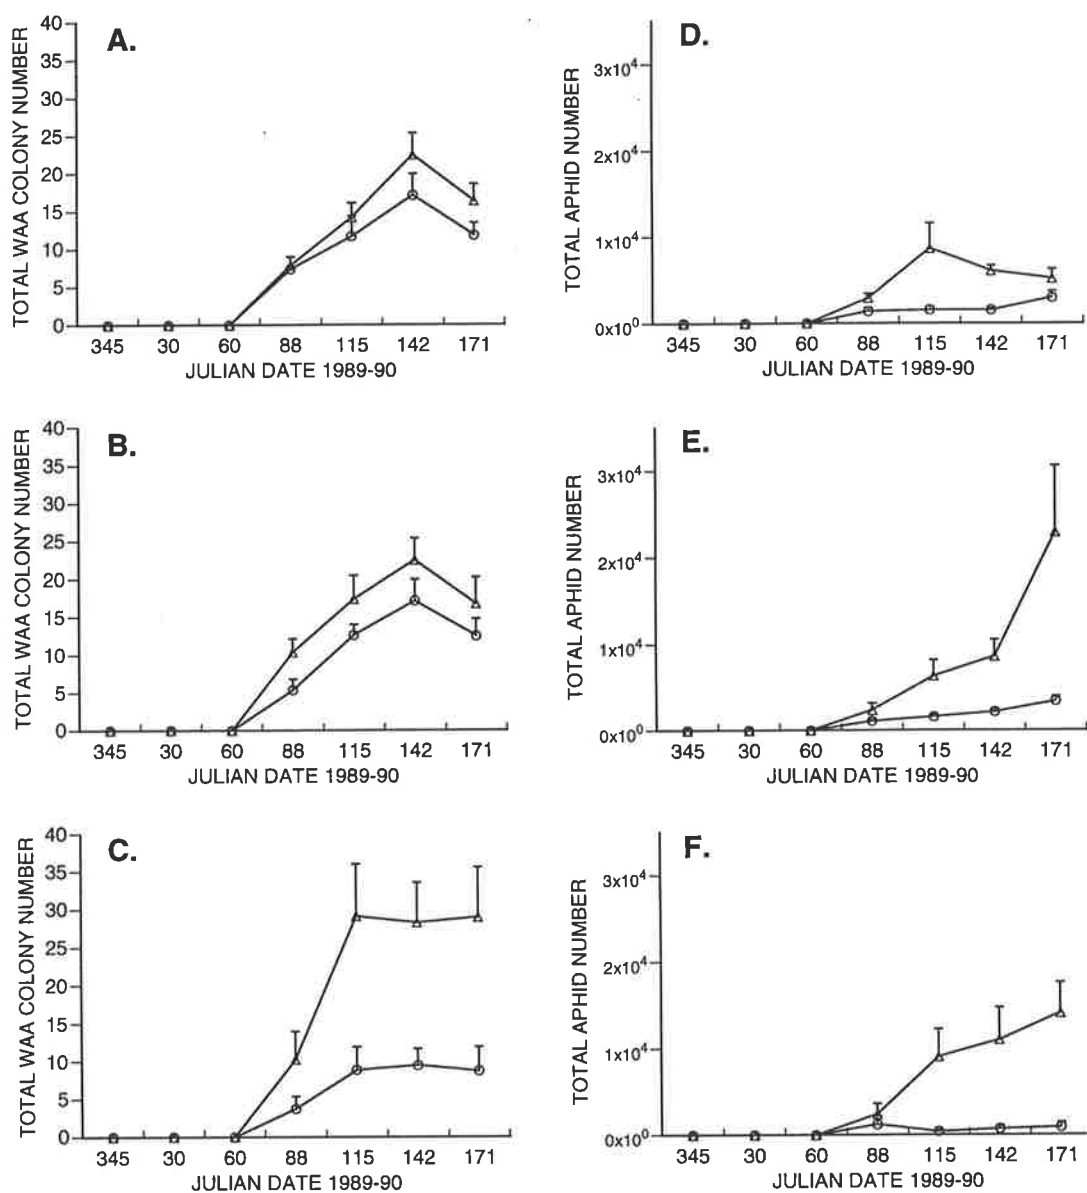 A.
TOTAL WAA COLONY NUMBER
40
35
30
25
20
15
10
5
0
345 30 60 88 115 142 171
JULIAN DATE 1989-90
D.
TOTAL APHID NUMBER
3x10⁴
2x10⁴
1x10⁴
0x10⁰
345 30 60 88 115 142 171
JULIAN DATE 1989-90
B.
TOTAL WAA COLONY NUMBER
40
35
30
25
20
15
10
5
0
345 30 60 88 115 142 171
JULIAN DATE 1989-90
E.
TOTAL APHID NUMBER
3x10⁴
2x10⁴
1x10⁴
0x10⁰
345 30 60 88 115 142 171
JULIAN DATE 1989-90
C.
TOTAL WAA COLONY NUMBER
40
35
30
25
20
15
10
5
0
345 30 60 88 115 142 171
JULIAN DATE 1989-90
F.
TOTAL APHID NUMBER
3x10⁴
2x10⁴
1x10⁴
0x10⁰
345 30 60 88 115 142 171
JULIAN DATE 1989-90